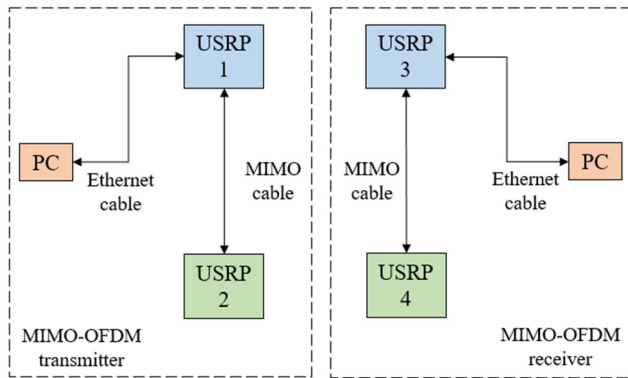 USRP
1
PC
Ethernet
cable
MIMO
cable
USRP
2
MIMO-OFDM
transmitter
USRP
3
MIMO
cable
PC
Ethernet
cable
USRP
4
MIMO-OFDM
receiver